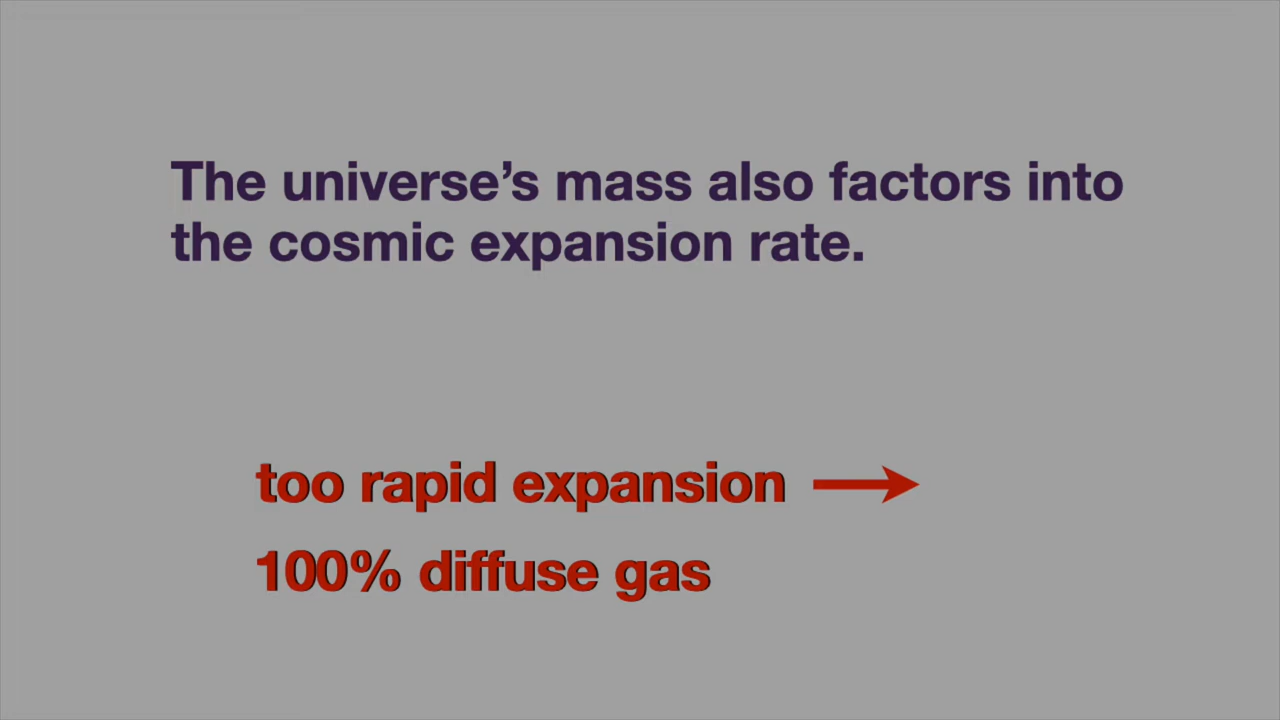 The universe’s mass also factors into
the cosmic expansion rate.
too rapid expansion →
100% diffuse gas